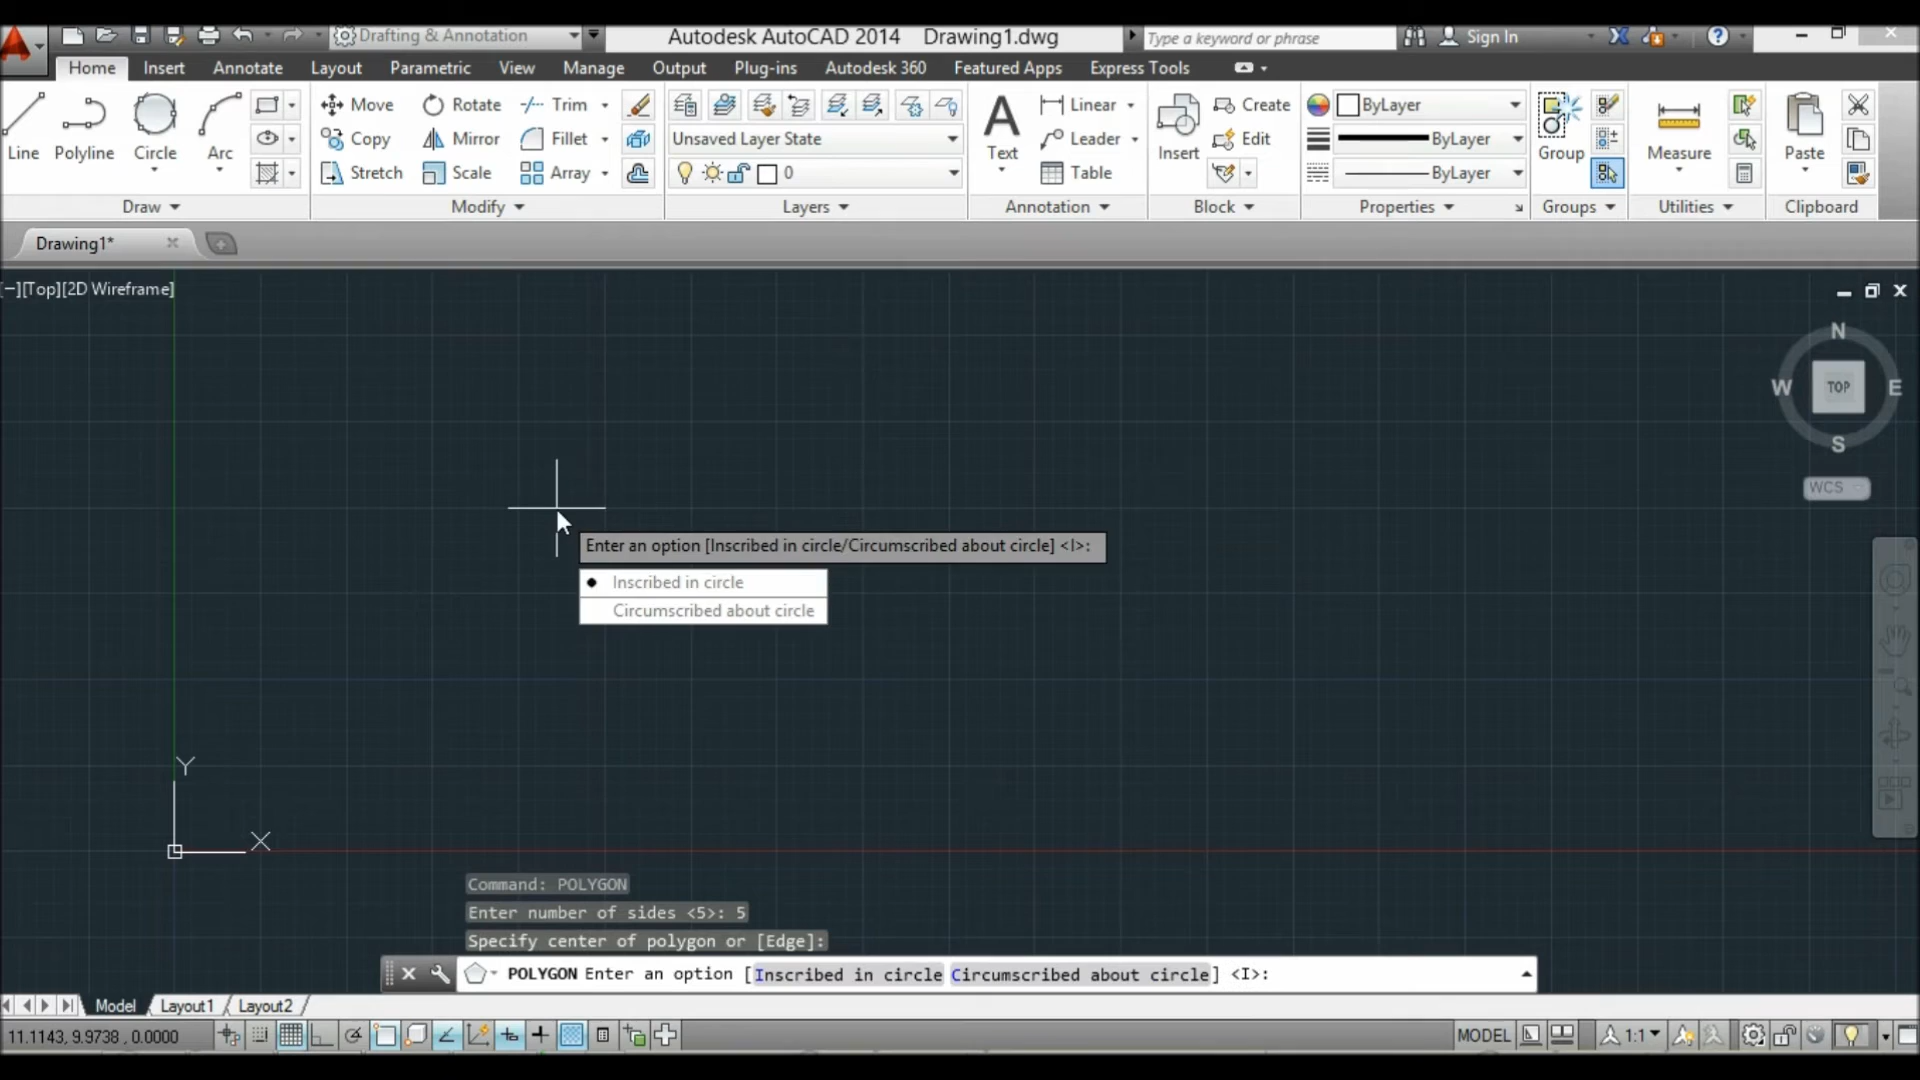 Drafting & Annotation
Autodesk AutoCAD 2014 Drawing1.dwg
Type a keyword or phrase
Sign In
Home Insert Annotate Layout Parametric View Manage Output Plug-ins Autodesk 360 Featured Apps Express Tools
Move Rotate Trim Linear Create ByLayer
Copy Mirror Fillet Unsaved Layer State Leader Edit ByLayer
Line Polyline Circle Arc Text Insert Group Measure Paste
Stretch Scale Array 0 Table ByLayer
Draw Modify Layers Annotation Block Properties Groups Utilities Clipboard
Drawing1*
[−][Top][2D Wireframe]
N
W TOP E
S
WCS
Enter an option [Inscribed in circle/Circumscribed about circle] <I>:
Inscribed in circle
Circumscribed about circle
Y
X
Command: POLYGON
Enter number of sides <5>: 5
Specify center of polygon or [Edge]:
POLYGON Enter an option [Inscribed in circle Circumscribed about circle] <I>:
Model Layout1 Layout2
11.1143, 9.9738 , 0.0000 MODEL 1:1